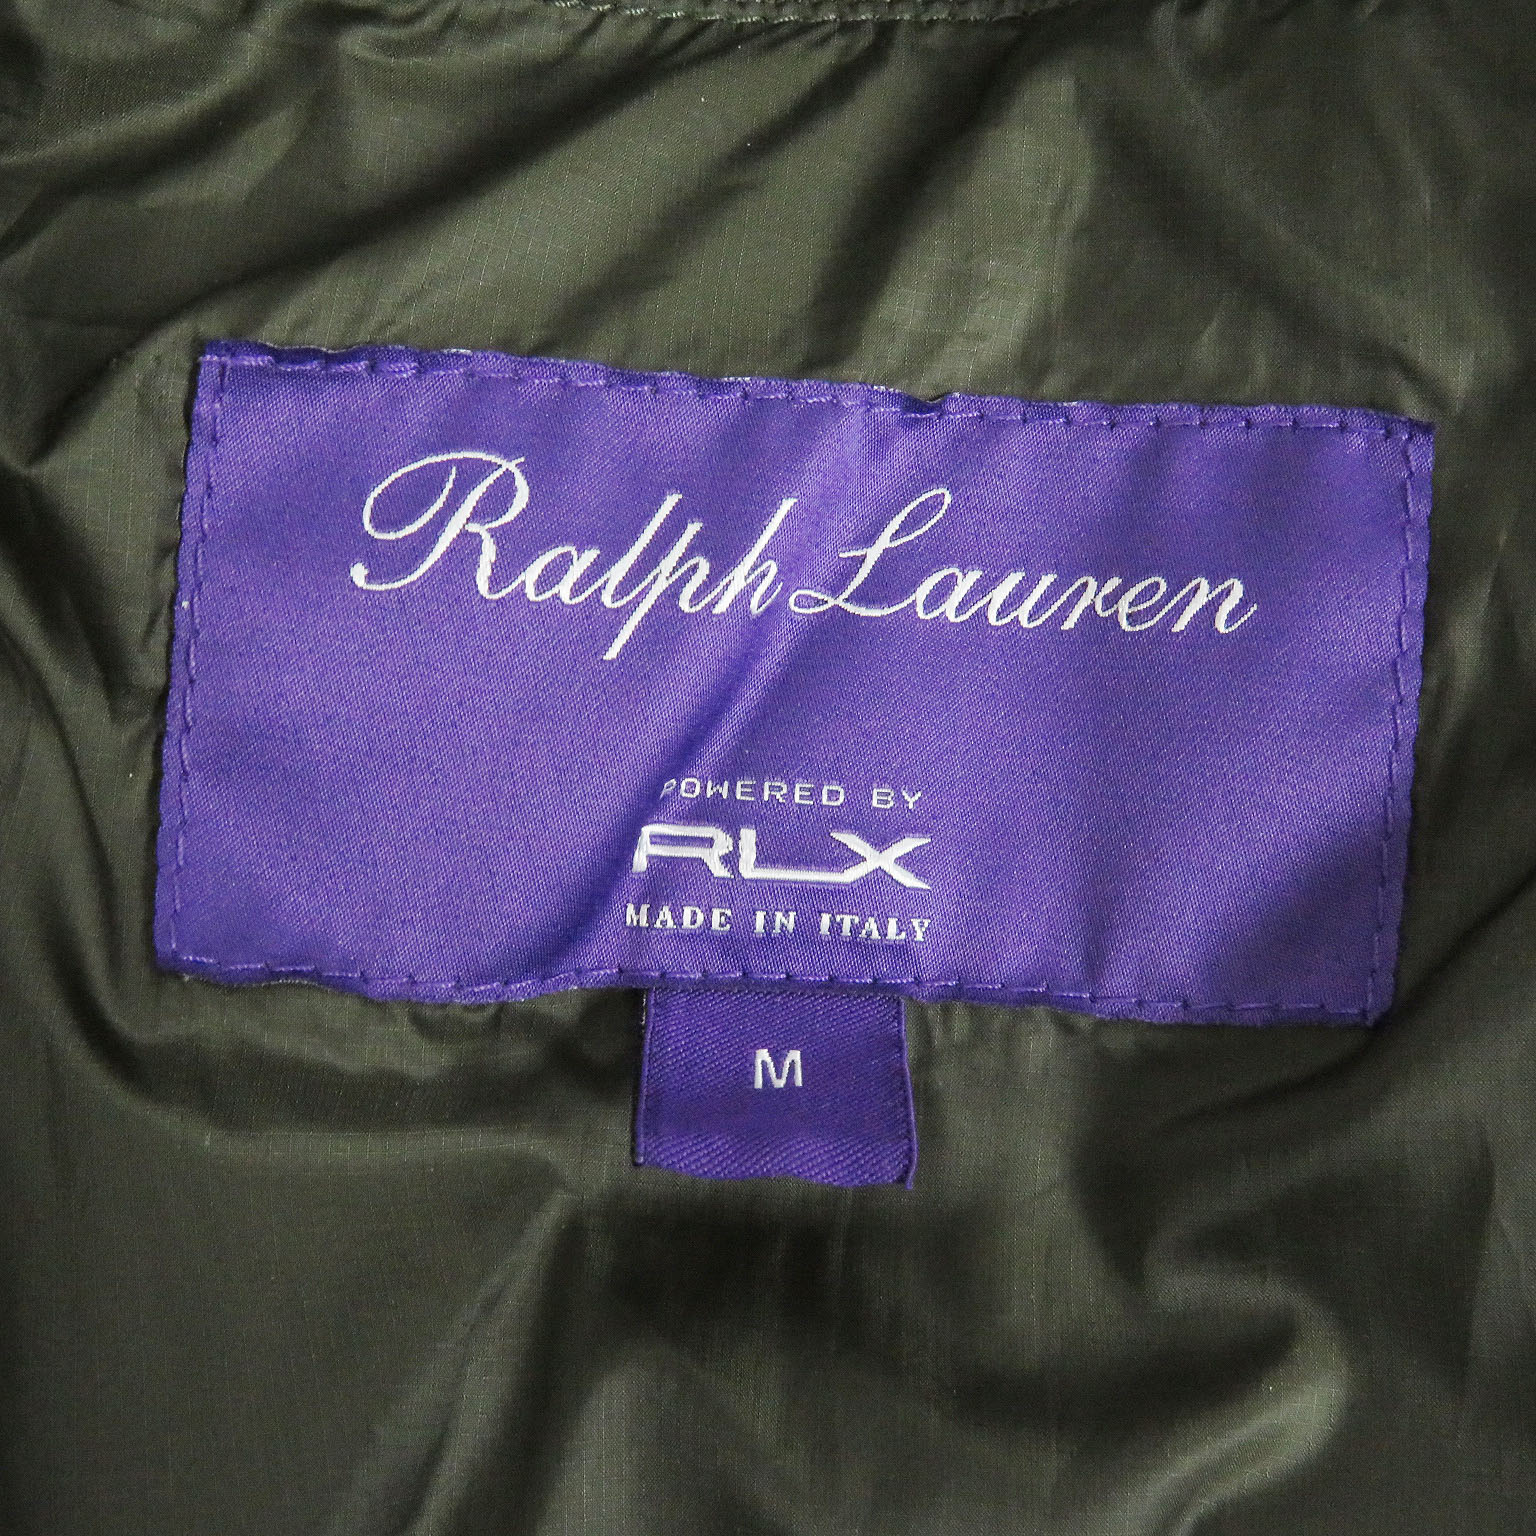 Ralph Lauren
POWERED BY
RLX
MADE IN ITALY
M